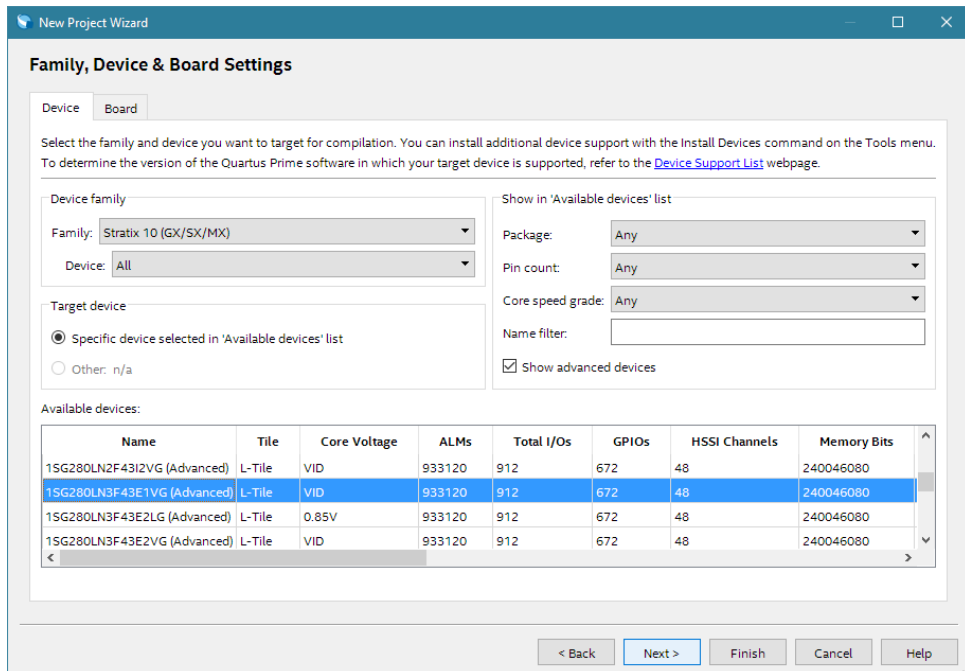 New Project Wizard
Family, Device & Board Settings
Device
Board
Select the family and device you want to target for compilation. You can install additional device support with the Install Devices command on the Tools menu.
To determine the version of the Quartus Prime software in which your target device is supported, refer to the Device Support List webpage.
Device family
Family: Stratix 10 (GX/SX/MX)
Device: All
Target device
Specific device selected in 'Available devices' list
Other: n/a
Show in 'Available devices' list
Package: Any
Pin count: Any
Core speed grade: Any
Name filter:
Show advanced devices
Available devices:
Name Tile Core Voltage ALMs Total I/Os GPIOs HSSI Channels Memory Bits
1SG280LN2F43I2VG (Advanced) L-Tile VID 933120 912 672 48 240046080
1SG280LN3F43E1VG (Advanced) L-Tile VID 933120 912 672 48 240046080
1SG280LN3F43E2LG (Advanced) L-Tile 0.85V 933120 912 672 48 240046080
1SG280LN3F43E2VG (Advanced) L-Tile VID 933120 912 672 48 240046080
< Back Next > Finish Cancel Help